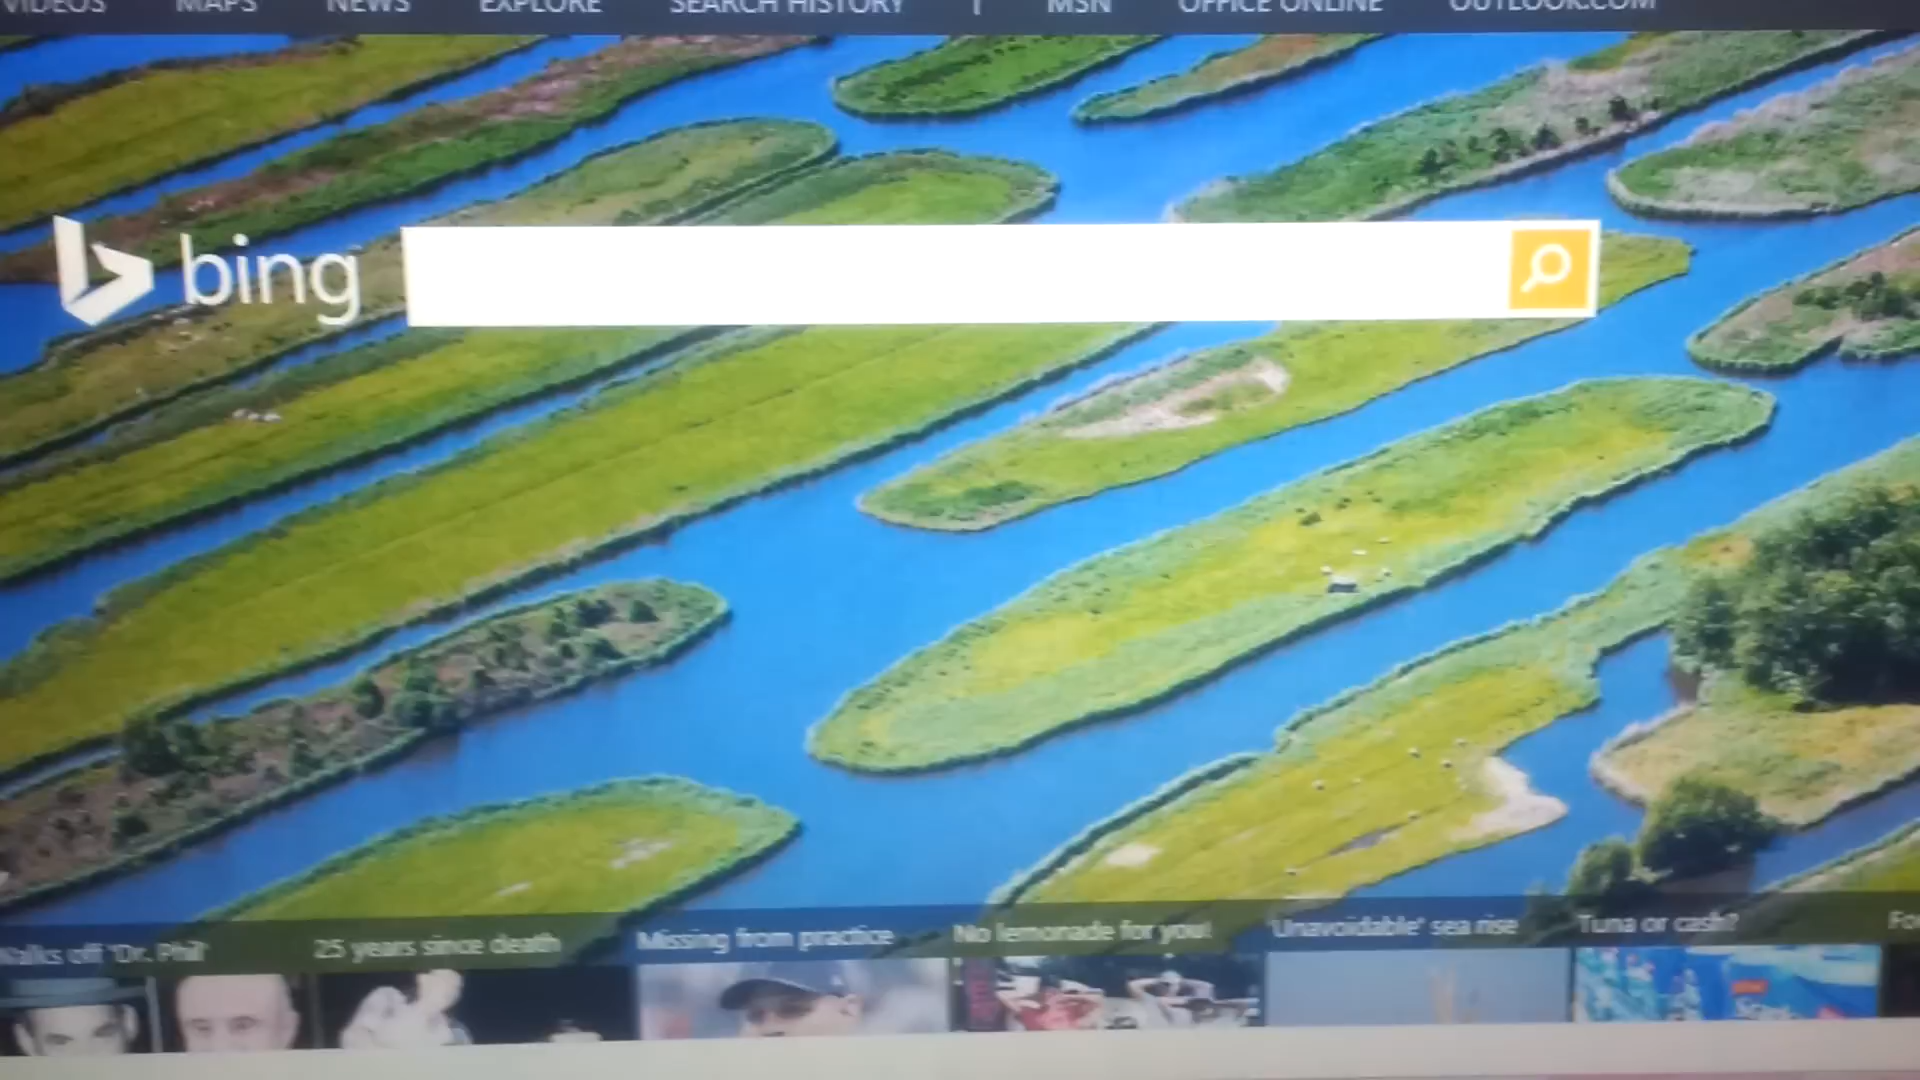 VIDEOS MAPS NEWS EXPLORE SEARCH HISTORY | MSN OFFICE ONLINE OUTLOOK.COM
bing
Walks off 'Dr. Phil' 25 years since death Missing from practice No lemonade for you! 'Unavoidable' sea rise Tuna or cash?